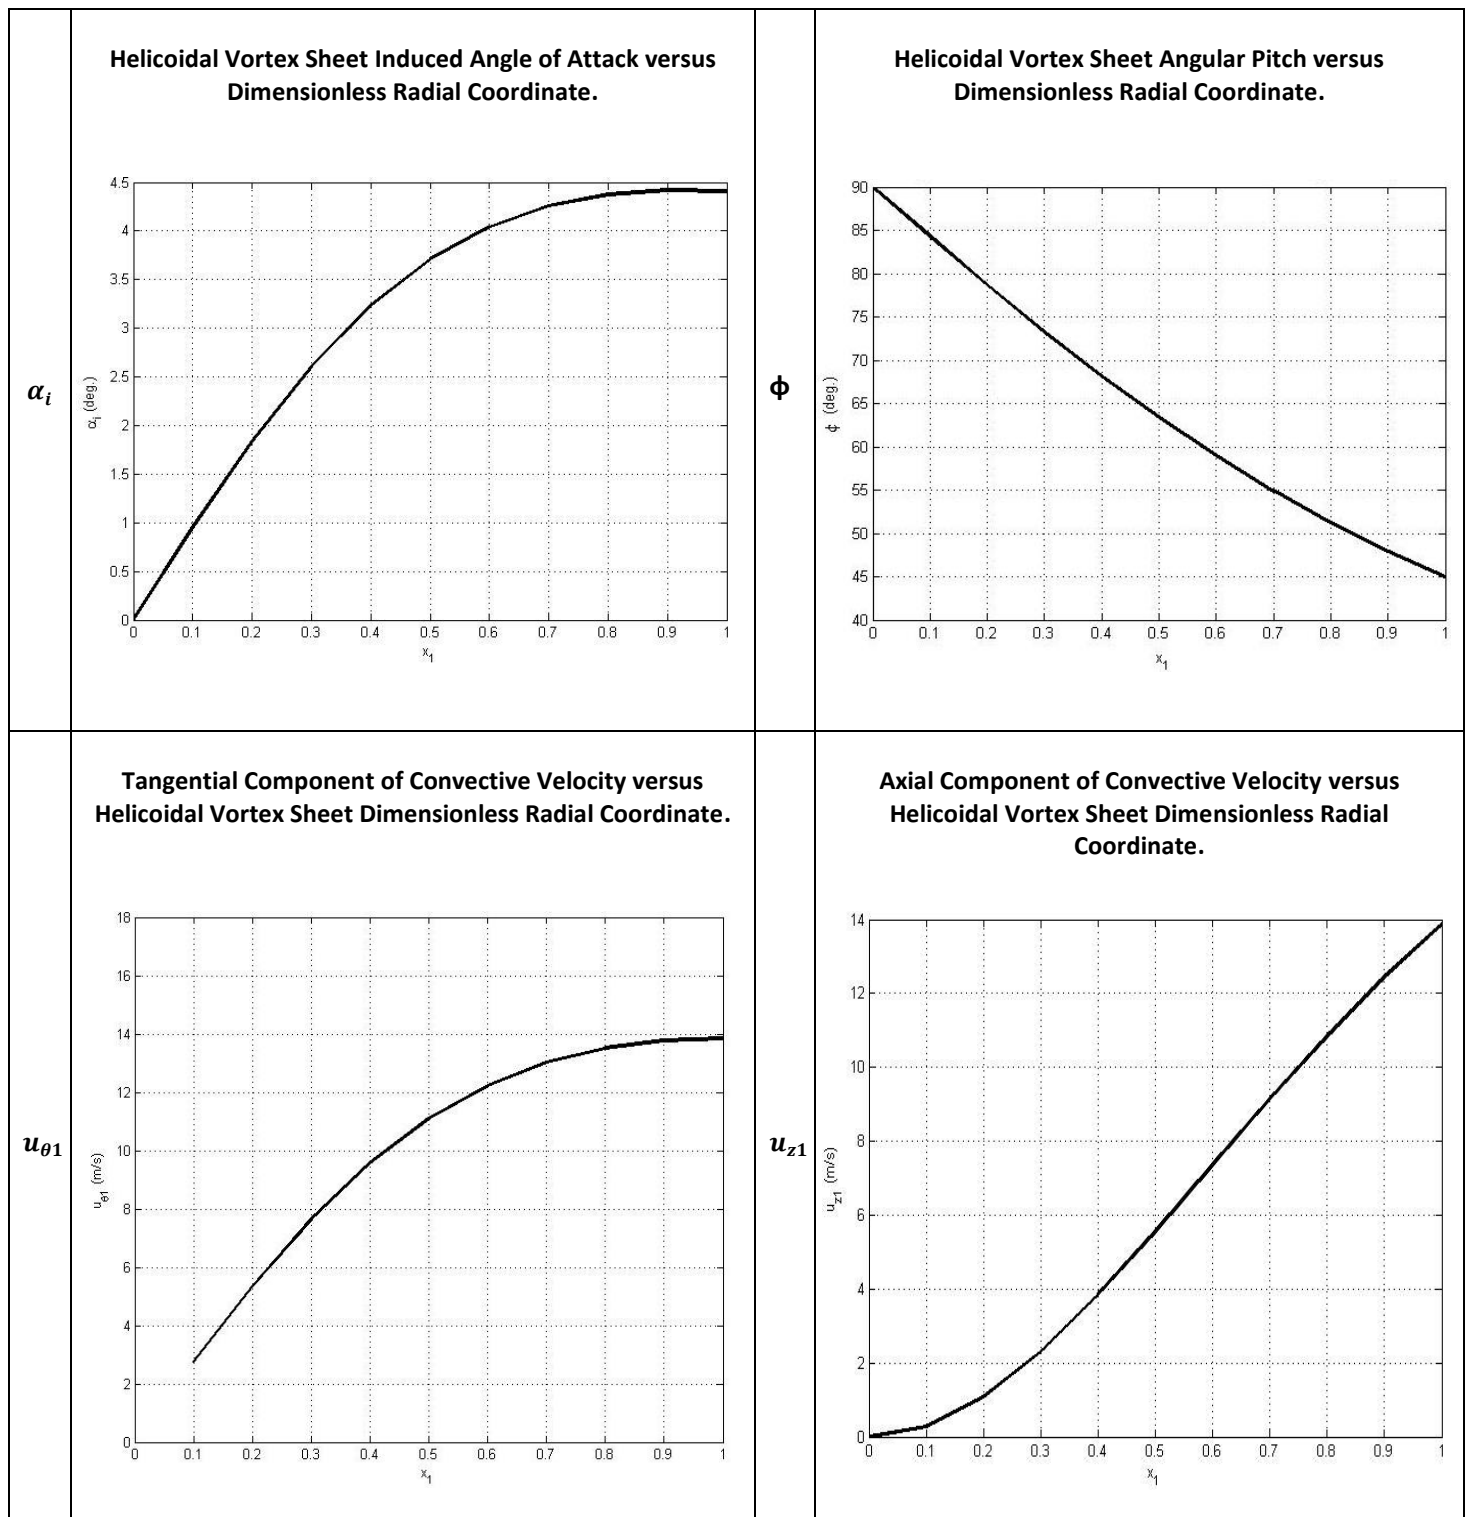 Helicoidal Vortex Sheet Induced Angle of Attack versus
Dimensionless Radial Coordinate.
α_i
4.5
4
3.5
3
2.5
2
1.5
1
0.5
0
α_i (deg.)
0 0.1 0.2 0.3 0.4 0.5 0.6 0.7 0.8 0.9 1
x_1
Helicoidal Vortex Sheet Angular Pitch versus
Dimensionless Radial Coordinate.
ϕ
90
85
80
75
70
65
60
55
50
45
40
ϕ (deg.)
0 0.1 0.2 0.3 0.4 0.5 0.6 0.7 0.8 0.9 1
x_1
Tangential Component of Convective Velocity versus
Helicoidal Vortex Sheet Dimensionless Radial Coordinate.
u_θ1
18
16
14
12
10
8
6
4
2
0
u_θ1 (m/s)
0 0.1 0.2 0.3 0.4 0.5 0.6 0.7 0.8 0.9 1
x_1
Axial Component of Convective Velocity versus
Helicoidal Vortex Sheet Dimensionless Radial
Coordinate.
u_z1
14
12
10
8
6
4
2
0
u_z1 (m/s)
0 0.1 0.2 0.3 0.4 0.5 0.6 0.7 0.8 0.9 1
x_1